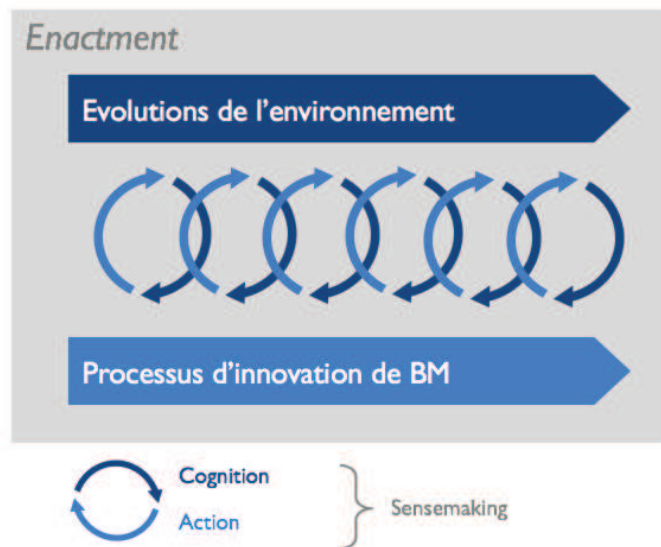 Enactment
Evolutions de l'environnement
Processus d'innovation de BM
Cognition
Action
Sensemaking